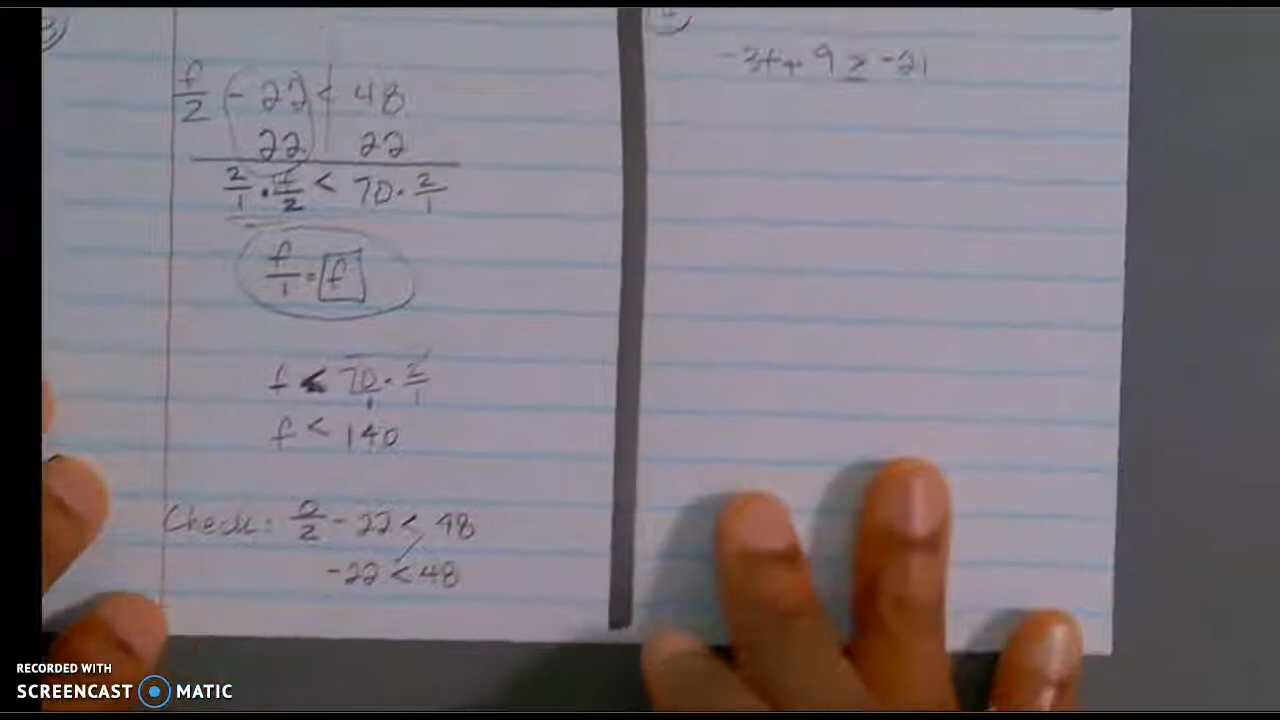 f/2 - 22 < 48
22 22
2/1 · f/2 < 70 · 2/1
f/1 = f
f < 70/1 · 2/1
f < 140
Check: 0/2 - 22 < 48
-22 < 48
-3f + 9 ≥ -21
RECORDED WITH
SCREENCAST MATIC